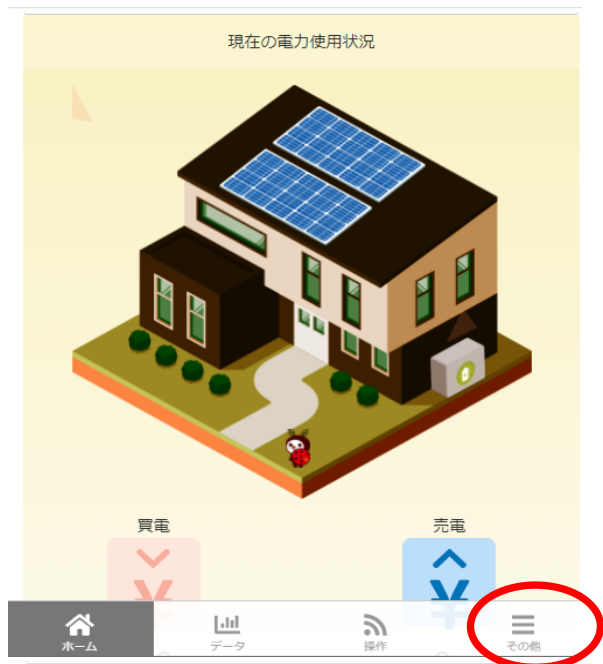 現在の電力使用状況
買電
売電
¥
¥
ホーム
データ
操作
その他